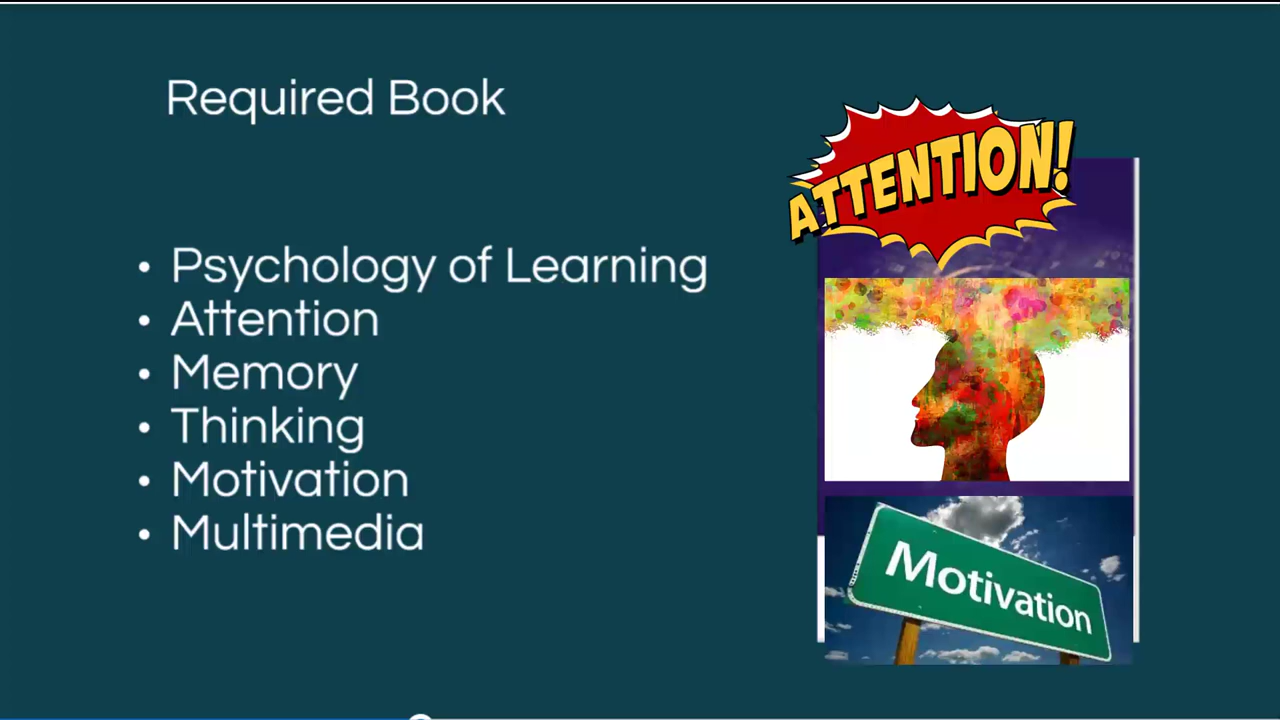 Required Book
• Psychology of Learning
• Attention
• Memory
• Thinking
• Motivation
• Multimedia
ATTENTION!
Motivation